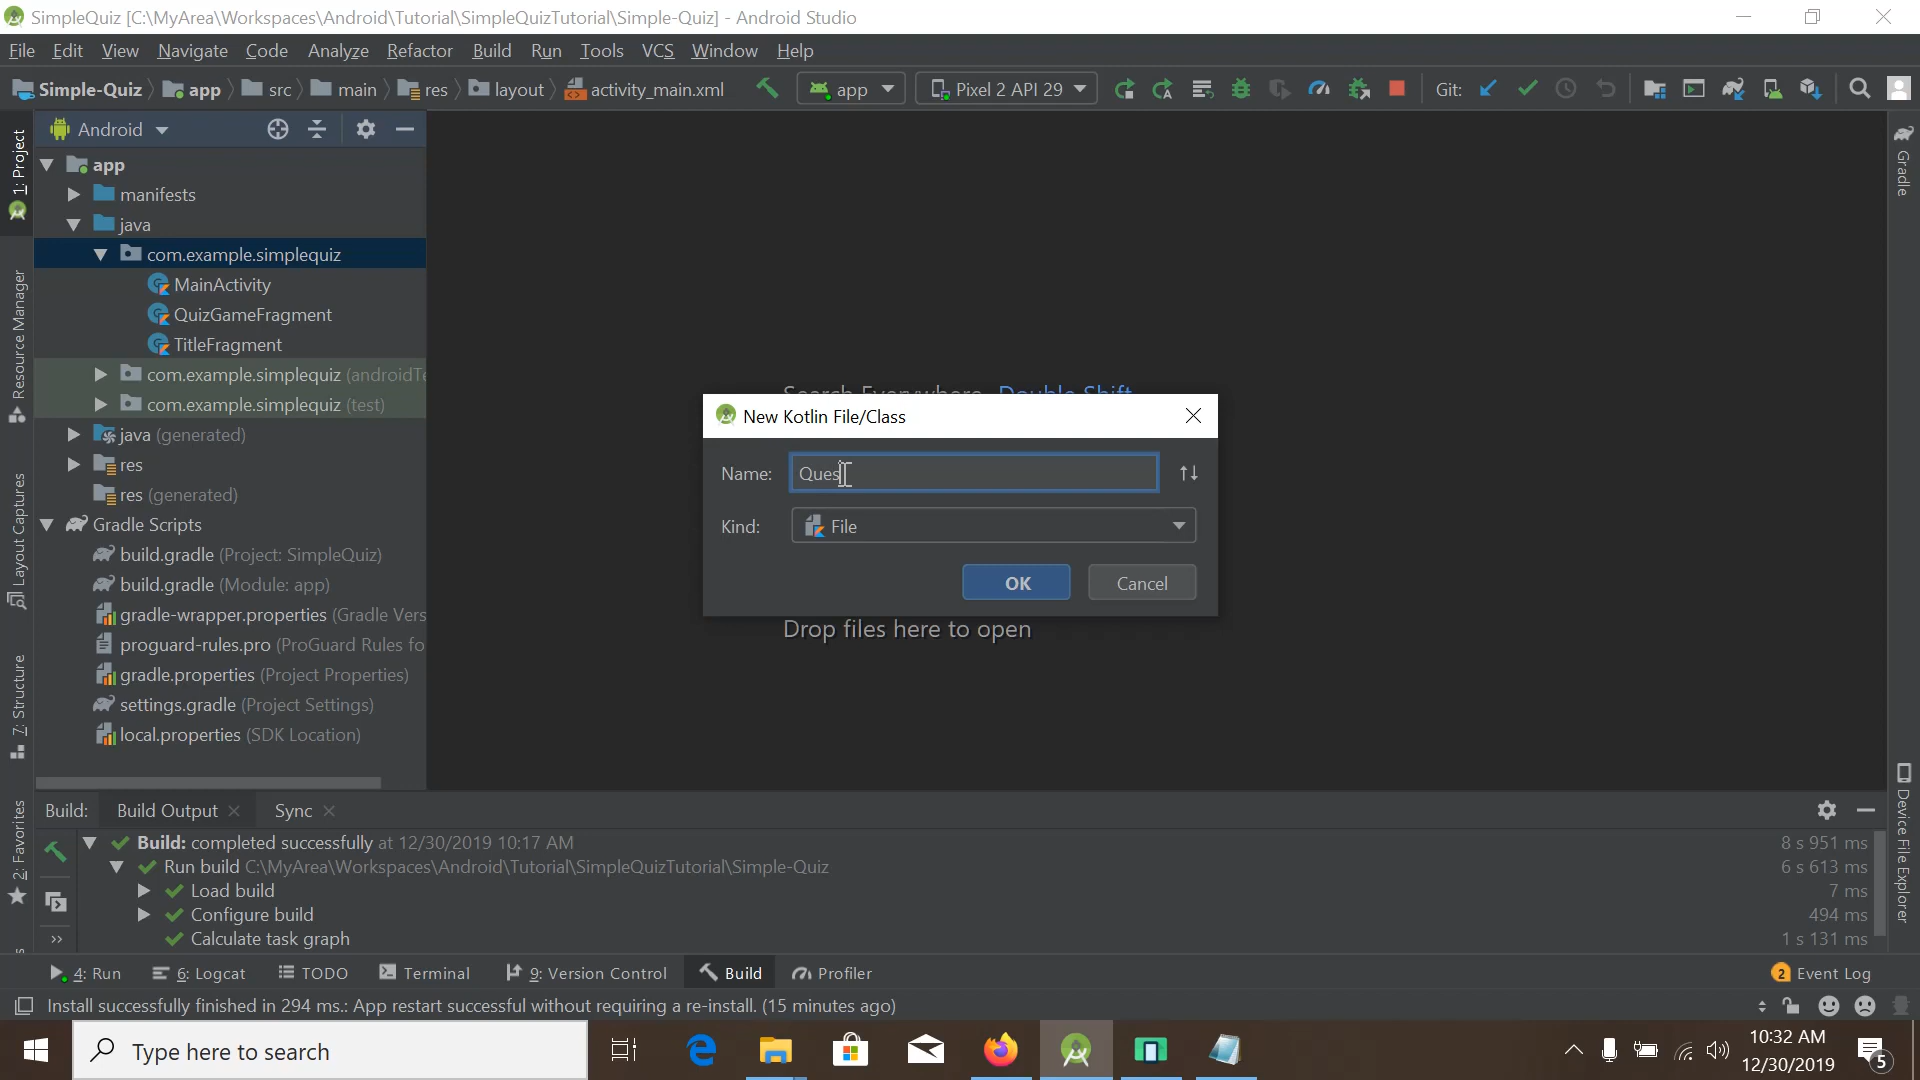 SimpleQuiz [C:\MyArea\Workspaces\Android\Tutorial\SimpleQuizTutorial\Simple-Quiz] - Android Studio
File Edit View Navigate Code Analyze Refactor Build Run Tools VCS Window Help
Simple-Quiz app src main res layout activity_main.xml app Pixel 2 API 29 Git:
1: Project
Resource Manager
Layout Captures
7: Structure
2: Favorites
Android
app
manifests
java
com.example.simplequiz
MainActivity
QuizGameFragment
TitleFragment
com.example.simplequiz (androidTe
com.example.simplequiz (test)
java (generated)
res
res (generated)
Gradle Scripts
build.gradle (Project: SimpleQuiz)
build.gradle (Module: app)
gradle-wrapper.properties (Gradle Vers
proguard-rules.pro (ProGuard Rules fo
gradle.properties (Project Properties)
settings.gradle (Project Settings)
local.properties (SDK Location)
Search Everywhere Double Shift
New Kotlin File/Class
Name: Ques
Kind: File
OK Cancel
Drop files here to open
Gradle
Device File Explorer
Build: Build Output Sync
Build: completed successfully at 12/30/2019 10:17 AM 8 s 951 ms
Run build C:\MyArea\Workspaces\Android\Tutorial\SimpleQuizTutorial\Simple-Quiz 6 s 613 ms
Load build 7 ms
Configure build 494 ms
Calculate task graph 1 s 131 ms
4: Run 6: Logcat TODO Terminal 9: Version Control Build Profiler 2 Event Log
Install successfully finished in 294 ms.: App restart successful without requiring a re-install. (15 minutes ago)
Type here to search
10:32 AM
12/30/2019
5